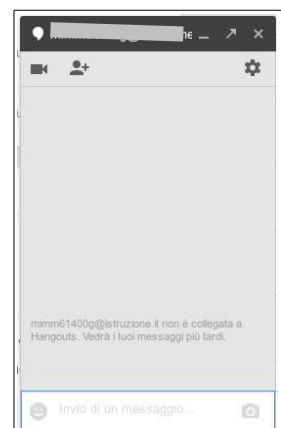 mimm61400g@istruzione.it non è collegata a
Hangouts. Vedrà i tuoi messaggi più tardi.
Invio di un messaggio...